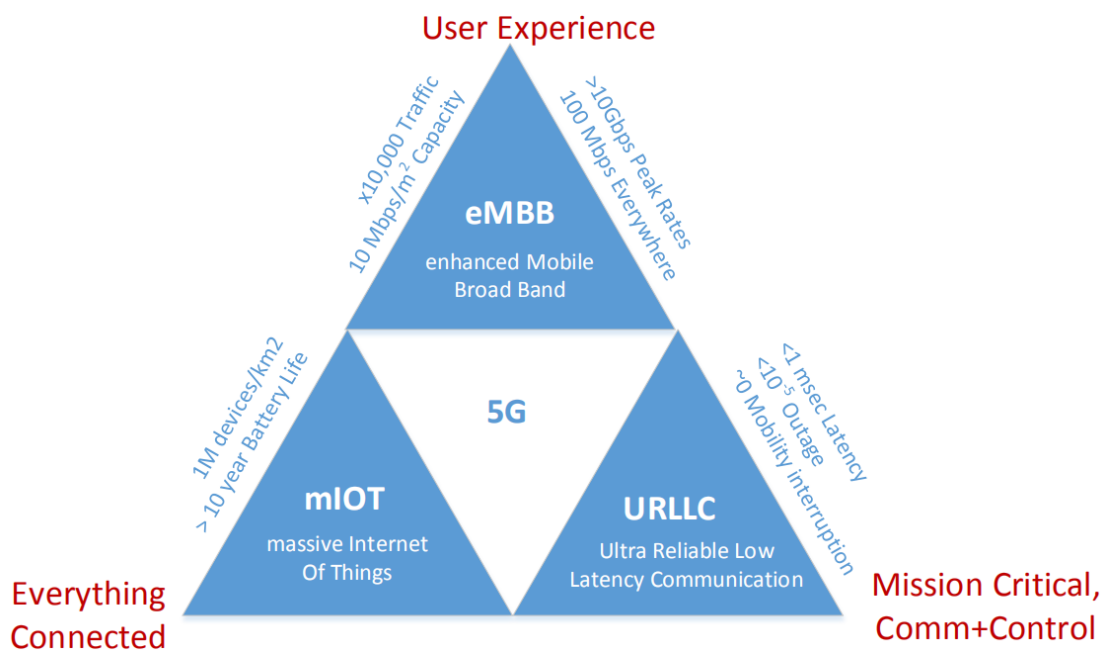 User Experience
x10,000 Traffic
10 Mbps/m² Capacity
>10Gbps Peak Rates
100 Mbps Everywhere
eMBB
enhanced Mobile
Broad Band
1M devices/km2
> 10 year Battery Life
5G
<1 msec Latency
<10⁻⁵ Outage
~0 Mobility interruption
mIOT
massive Internet
Of Things
URLLC
Ultra Reliable Low
Latency Communication
Everything
Connected
Mission Critical,
Comm+Control